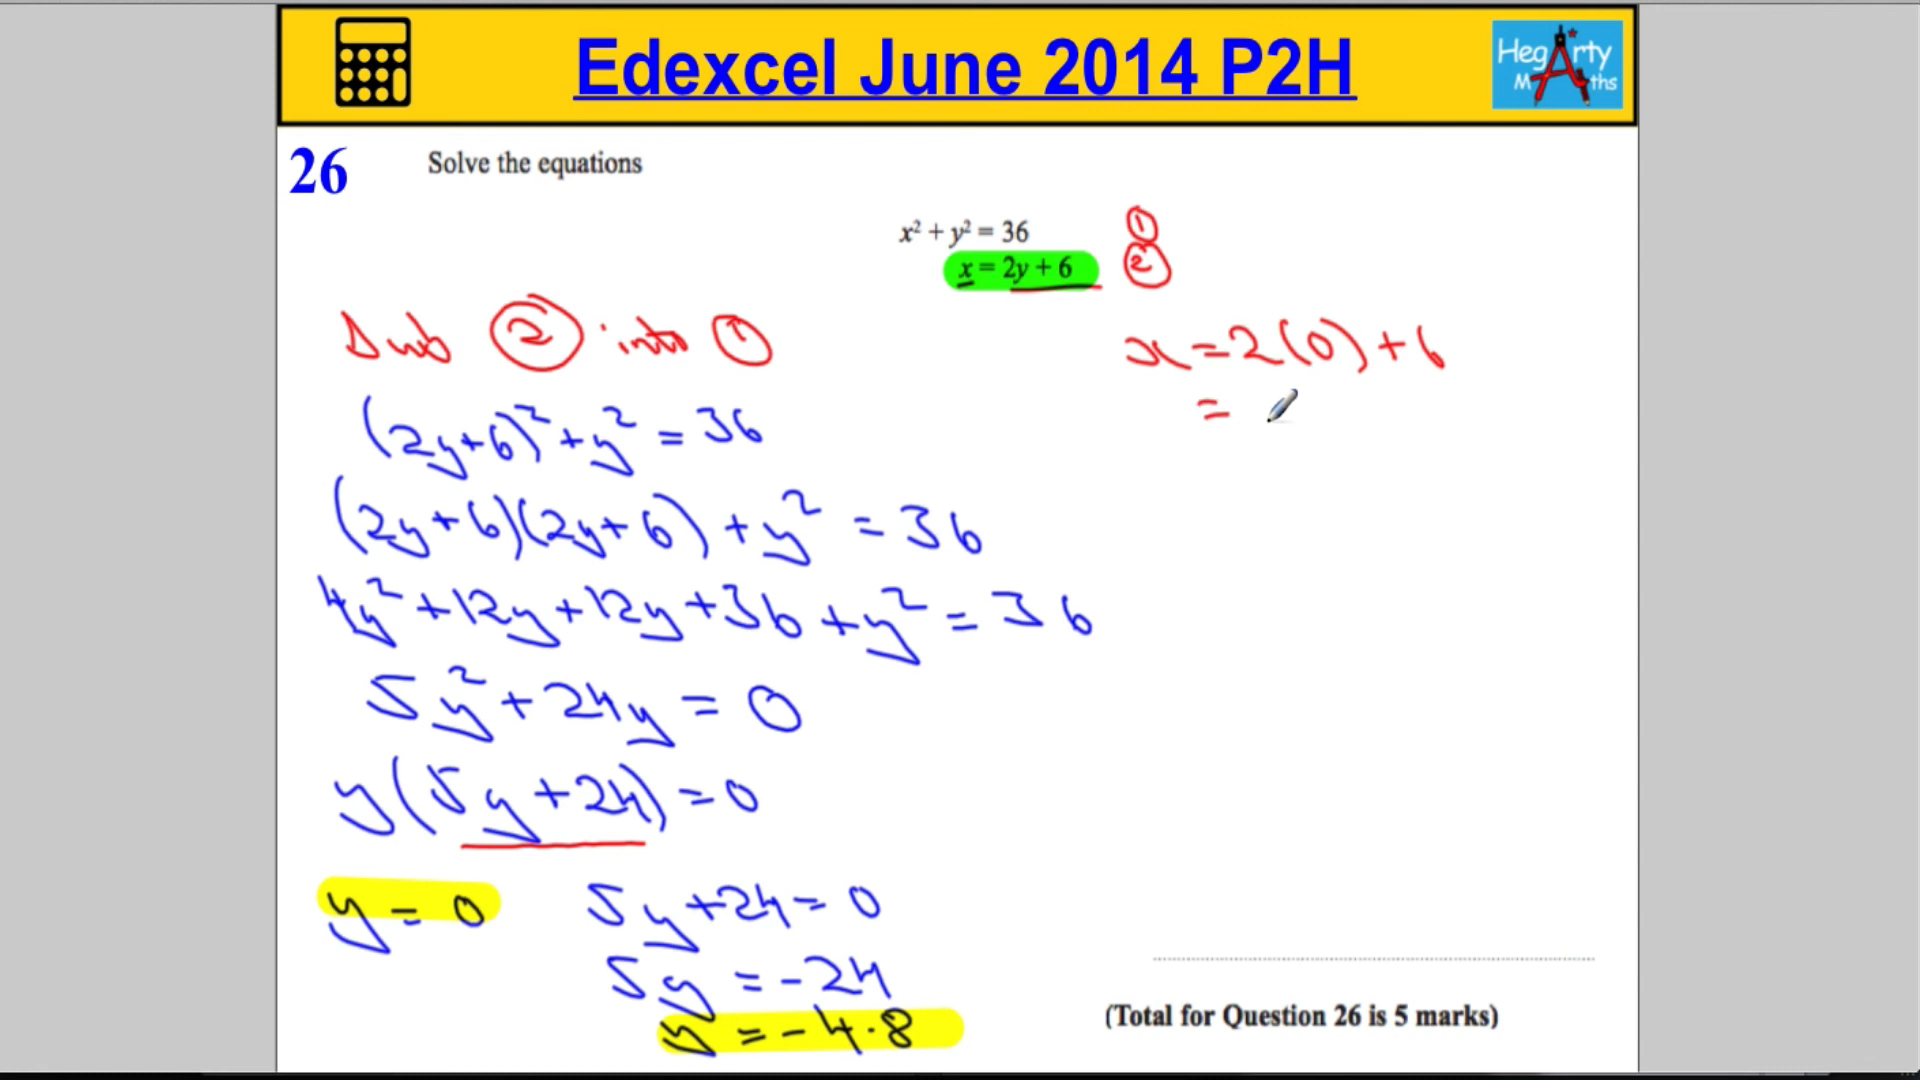 Edexcel June 2014 P2H
Hegarty
Maths
26 Solve the equations
x² + y² = 36 ①
x = 2y + 6 ②
Sub ② into ①
x = 2(0) + 6
=
(2y+6)² + y² = 36
(2y+6)(2y+6) + y² = 36
4y² + 12y + 12y + 36 + y² = 36
5y² + 24y = 0
y(5y+24) = 0
y = 0
5y + 24 = 0
5y = -24
y = -4.8
(Total for Question 26 is 5 marks)